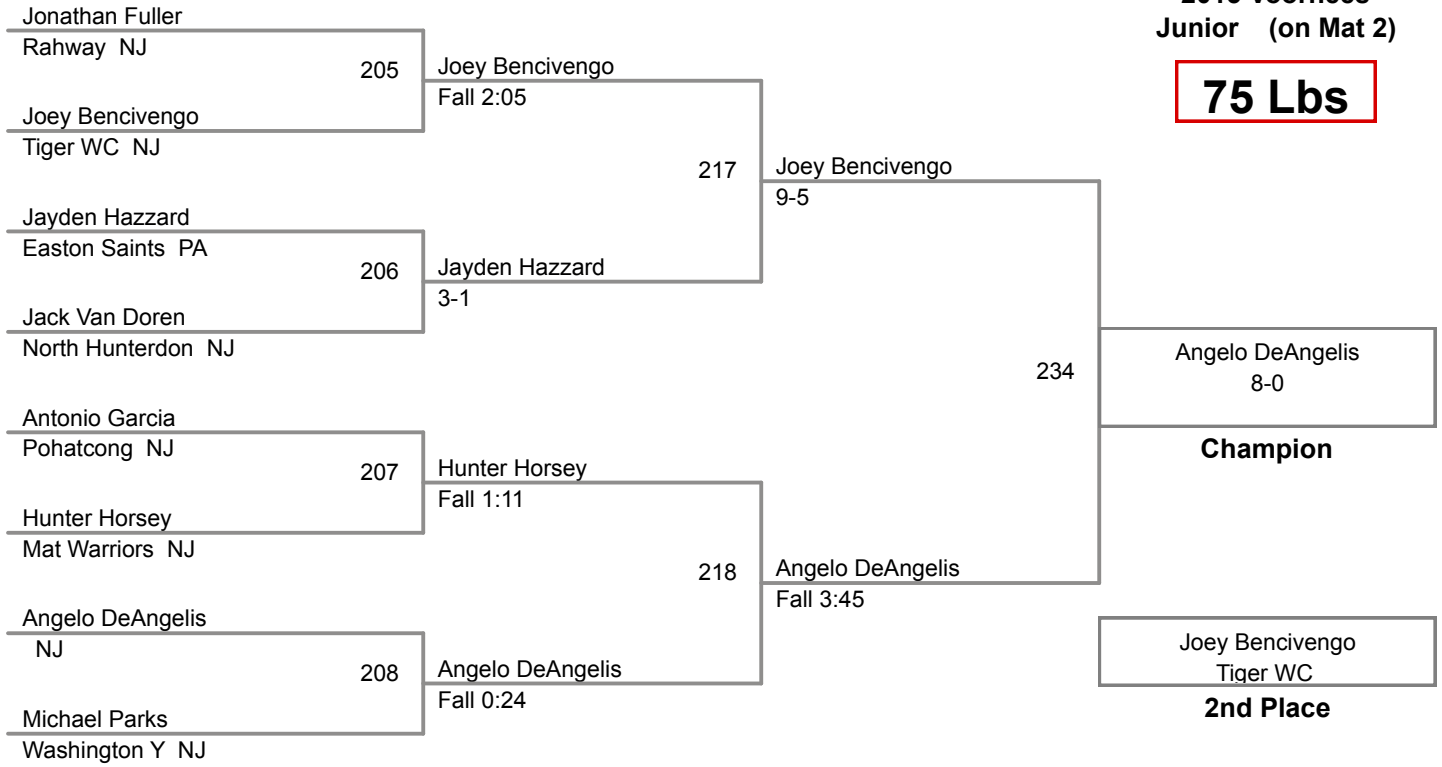 Junior (on Mat 2)
75 Lbs
Jonathan Fuller
Rahway NJ
205
Joey Bencivengo
Fall 2:05
Joey Bencivengo
Tiger WC NJ
217
Joey Bencivengo
9-5
Jayden Hazzard
Easton Saints PA
206
Jayden Hazzard
3-1
Jack Van Doren
North Hunterdon NJ
234
Angelo DeAngelis
8-0
Champion
Antonio Garcia
Pohatcong NJ
207
Hunter Horsey
Fall 1:11
Hunter Horsey
Mat Warriors NJ
218
Angelo DeAngelis
Fall 3:45
Angelo DeAngelis
NJ
208
Angelo DeAngelis
Fall 0:24
Michael Parks
Washington Y NJ
Joey Bencivengo
Tiger WC
2nd Place